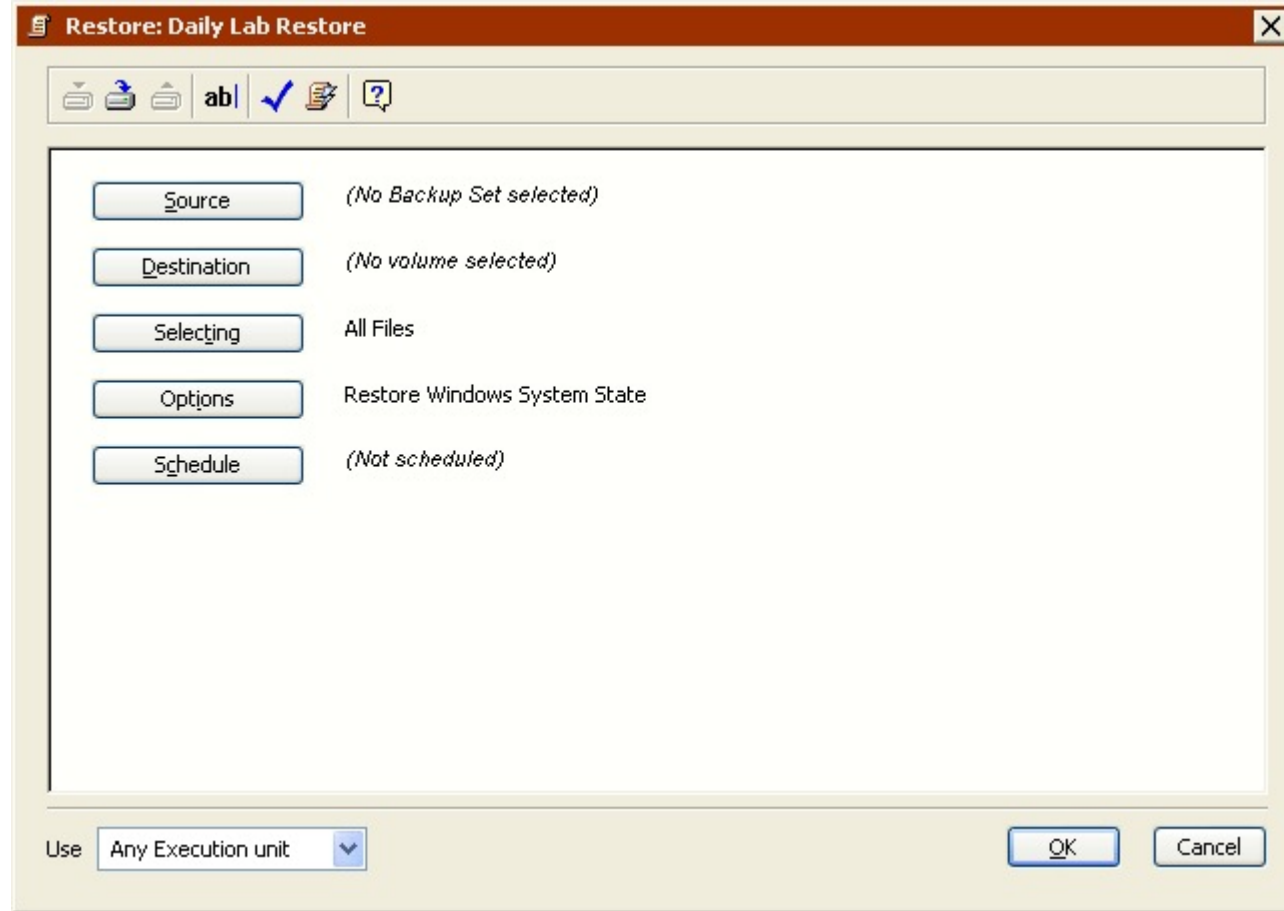 Restore: Daily Lab Restore
ab|
Source (No Backup Set selected)
Destination (No volume selected)
Selecting All Files
Options Restore Windows System State
Schedule (Not scheduled)
Use Any Execution unit OK Cancel